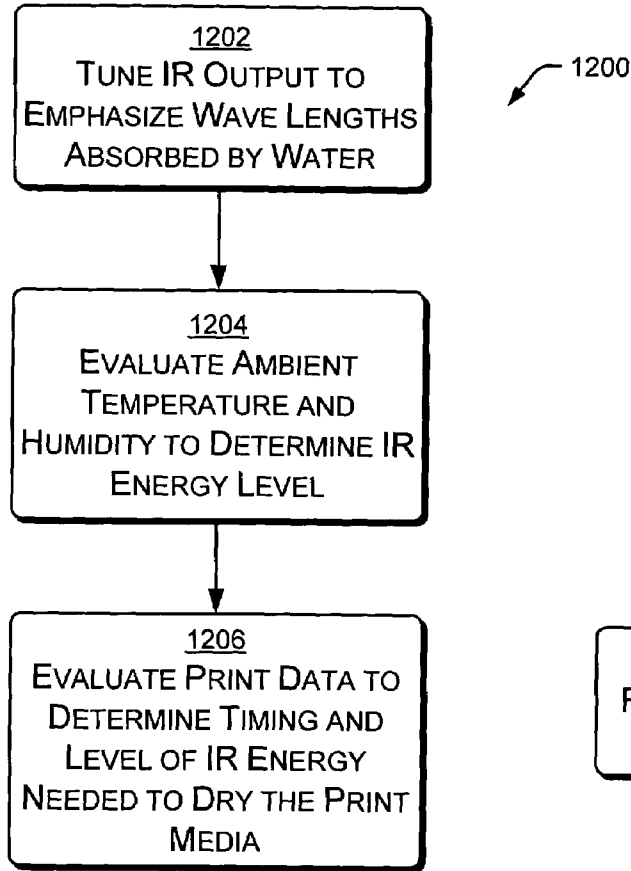 1202
TUNE IR OUTPUT TO
EMPHASIZE WAVE LENGTHS
ABSORBED BY WATER
1200
1204
EVALUATE AMBIENT
TEMPERATURE AND
HUMIDITY TO DETERMINE IR
ENERGY LEVEL
1206
EVALUATE PRINT DATA TO
DETERMINE TIMING AND
LEVEL OF IR ENERGY
NEEDED TO DRY THE PRINT
MEDIA